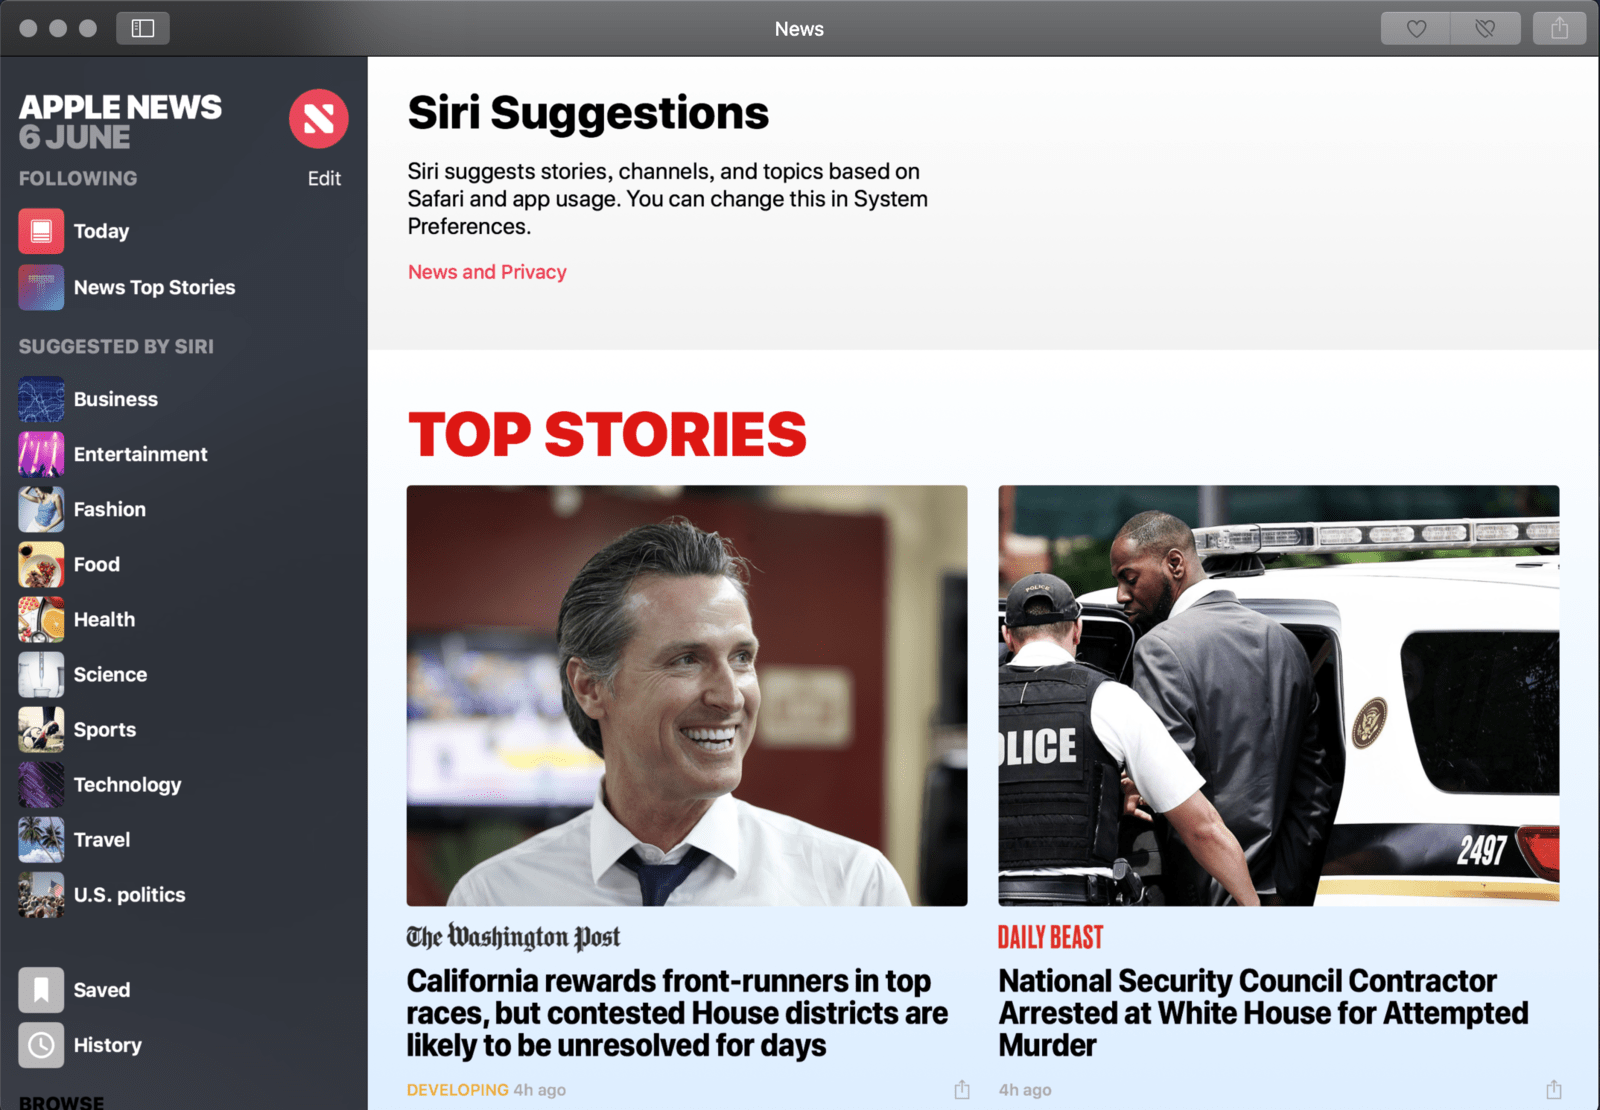 News
APPLE NEWS
6 JUNE
FOLLOWING
Edit
Today
News Top Stories
SUGGESTED BY SIRI
Business
Entertainment
Fashion
Food
Health
Science
Sports
Technology
Travel
U.S. politics
Saved
History
BROWSE
Siri Suggestions
Siri suggests stories, channels, and topics based on
Safari and app usage. You can change this in System
Preferences.
News and Privacy
TOP STORIES
The Washington Post
California rewards front-runners in top
races, but contested House districts are
likely to be unresolved for days
DEVELOPING 4h ago
POLICE
OLICE
2497
DAILY BEAST
National Security Council Contractor
Arrested at White House for Attempted
Murder
4h ago